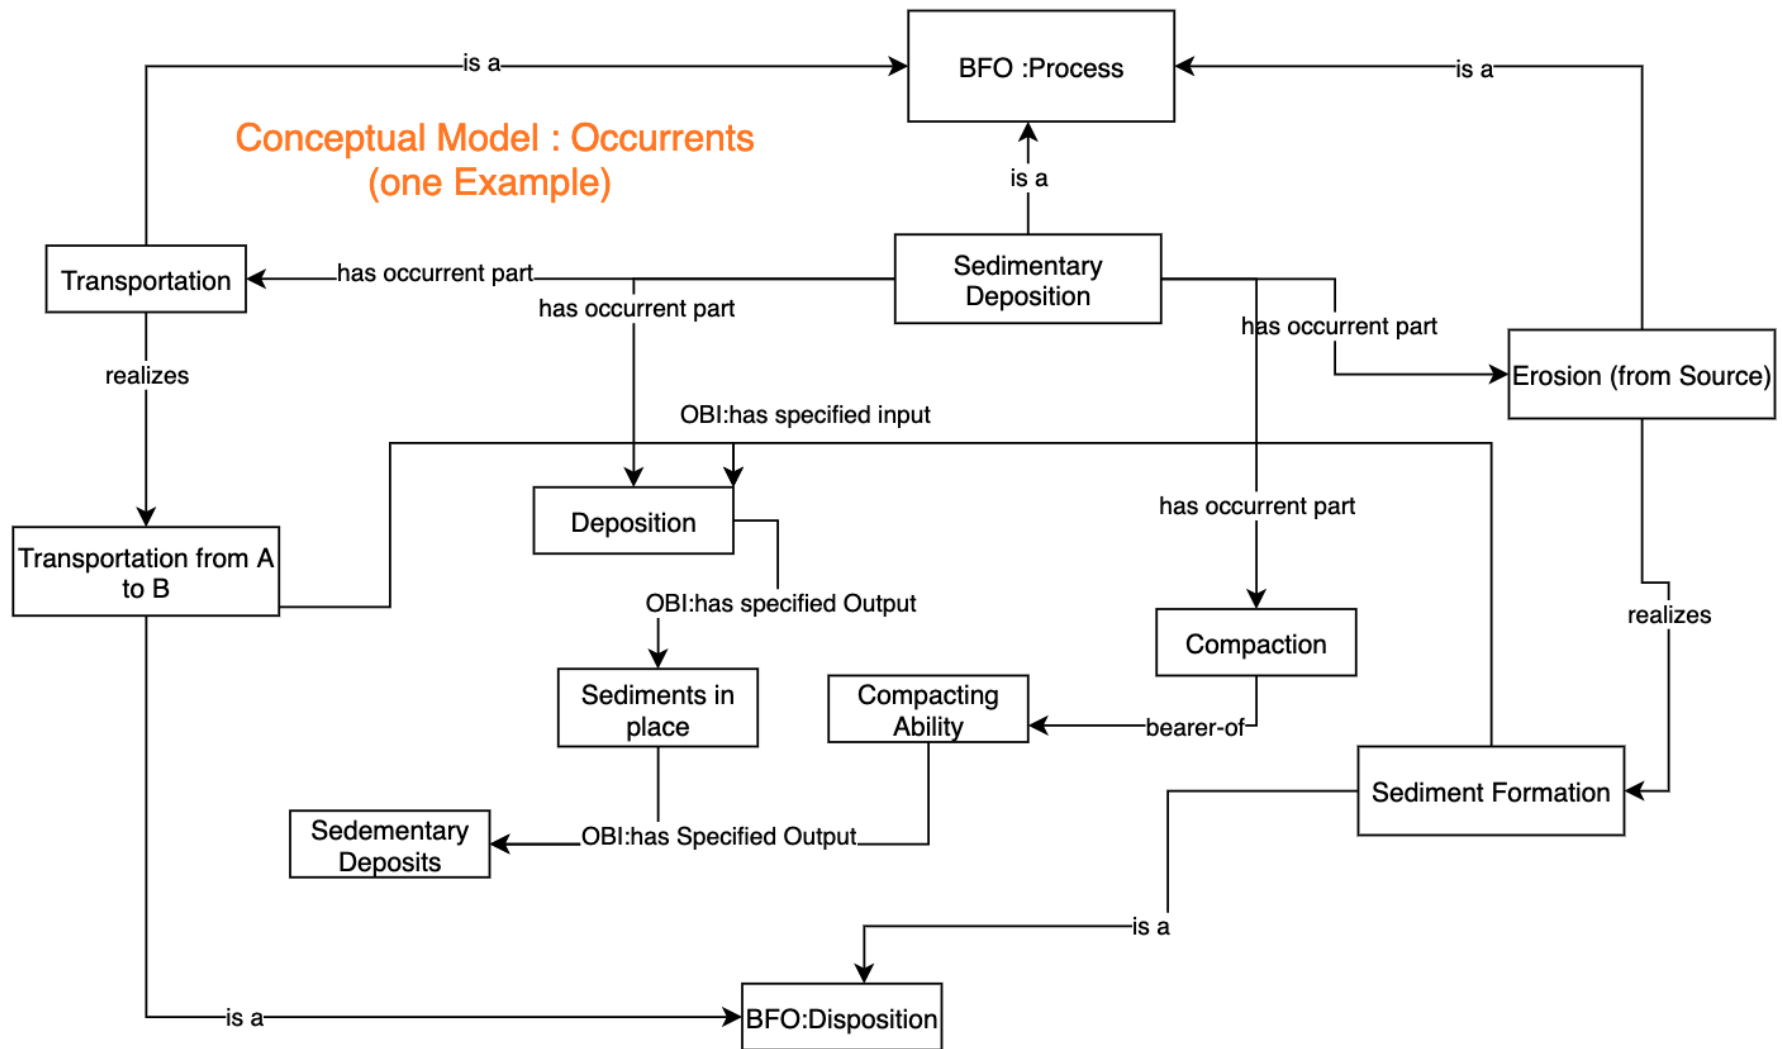 BFO :Process
is a
is a
Conceptual Model : Occurrents
(one Example)
is a
Sedimentary
Deposition
Transportation
has occurrent part
has occurrent part
has occurrent part
realizes
Erosion (from Source)
OBI:has specified input
has occurrent part
Deposition
Transportation from A
to B
OBI:has specified Output
realizes
Compaction
Sediments in
place
Compacting
Ability
bearer-of
Sediment Formation
Sedementary
Deposits
OBI:has Specified Output
is a
is a
BFO:Disposition